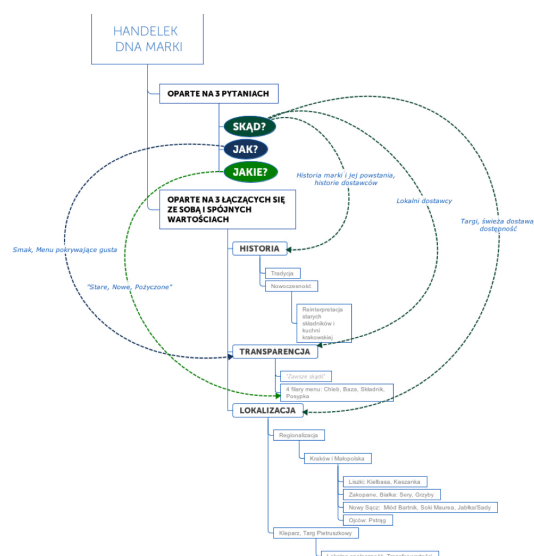 HANDELEK
DNA MARKI
OPARTE NA 3 PYTANIACH
SKĄD?
JAK?
JAKIE?
Historia marki i jej powstania,
historie dostawców
Lokalni dostawcy
Targi, świeża dostawa,
dostępność
OPARTE NA 3 ŁĄCZĄCYCH SIĘ
ZE SOBĄ I SPÓJNYCH
WARTOŚCIACH
Smak, Menu pokrywające gusta
"Stare, Nowe, Pożyczone"
HISTORIA
Tradycja
Nowoczesność
Reinterpretacja
starych
składników i
kuchni
krakowskiej
TRANSPARENCJA
"Zawsze skądś"
4 filary menu: Chleb, Baza, Składnik,
Posypka
LOKALIZACJA
Regionalizacja
Kraków i Małopolska
Liszki: Kiełbasa, Kaszanka
Zakopane, Białka: Sery, Grzyby
Nowy Sącz: Miód Bartnik, Soki Maurea, Jabłka/Sady
Ojców: Pstrąg
Kleparz, Targ Pietruszkowy